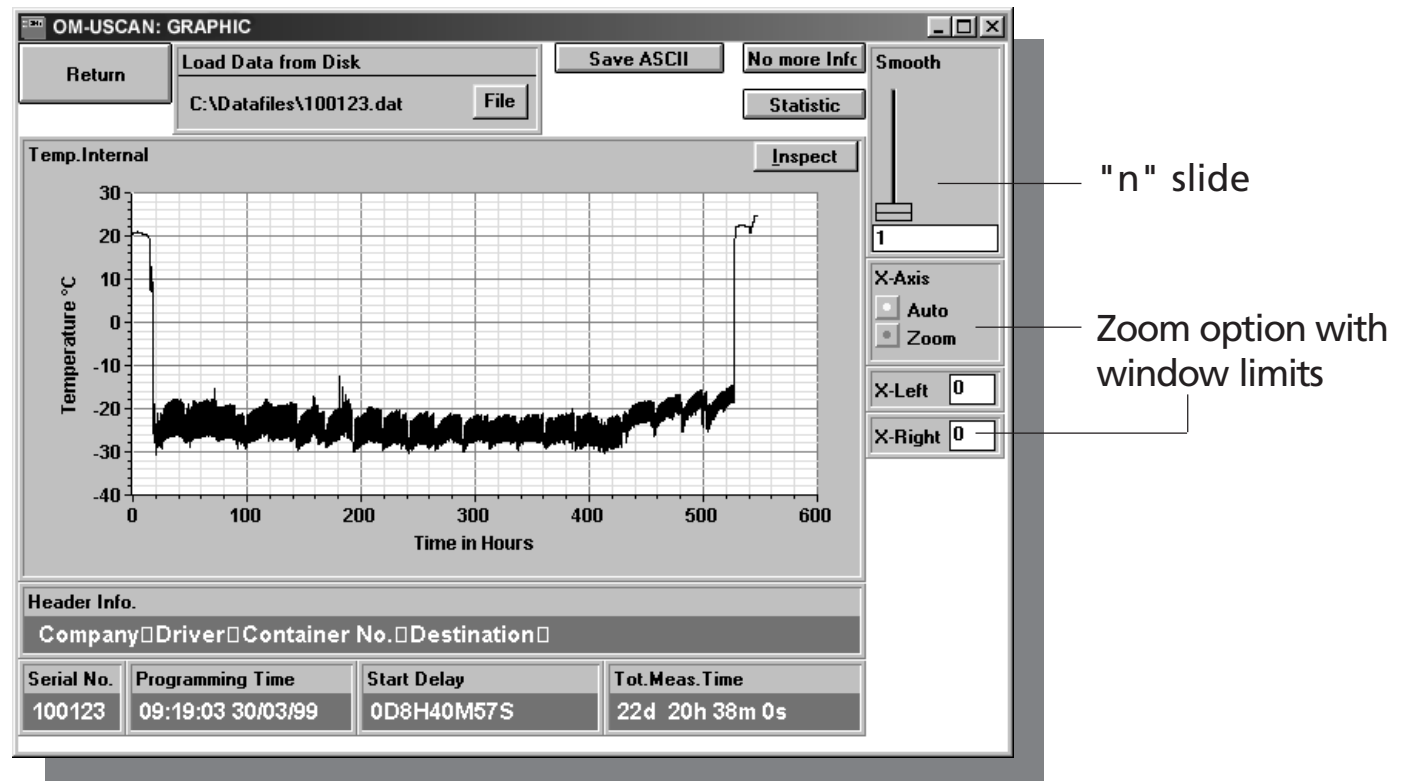 OM-USCAN: GRAPHIC
Return
Load Data from Disk
C:\Datafiles\100123.dat
File
Save ASCII
No more Info
Statistic
Smooth
1
"n" slide
X-Axis
Auto
Zoom
Zoom option with
window limits
X-Left 0
X-Right 0
Temp.Internal
Inspect
Temperature °C
30
20
10
0
-10
-20
-30
-40
0 100 200 300 400 500 600
Time in Hours
Header Info.
Company▯Driver▯Container No.▯Destination▯
Serial No. Programming Time Start Delay Tot.Meas.Time
100123 09:19:03 30/03/99 0D8H40M57S 22d 20h 38m 0s